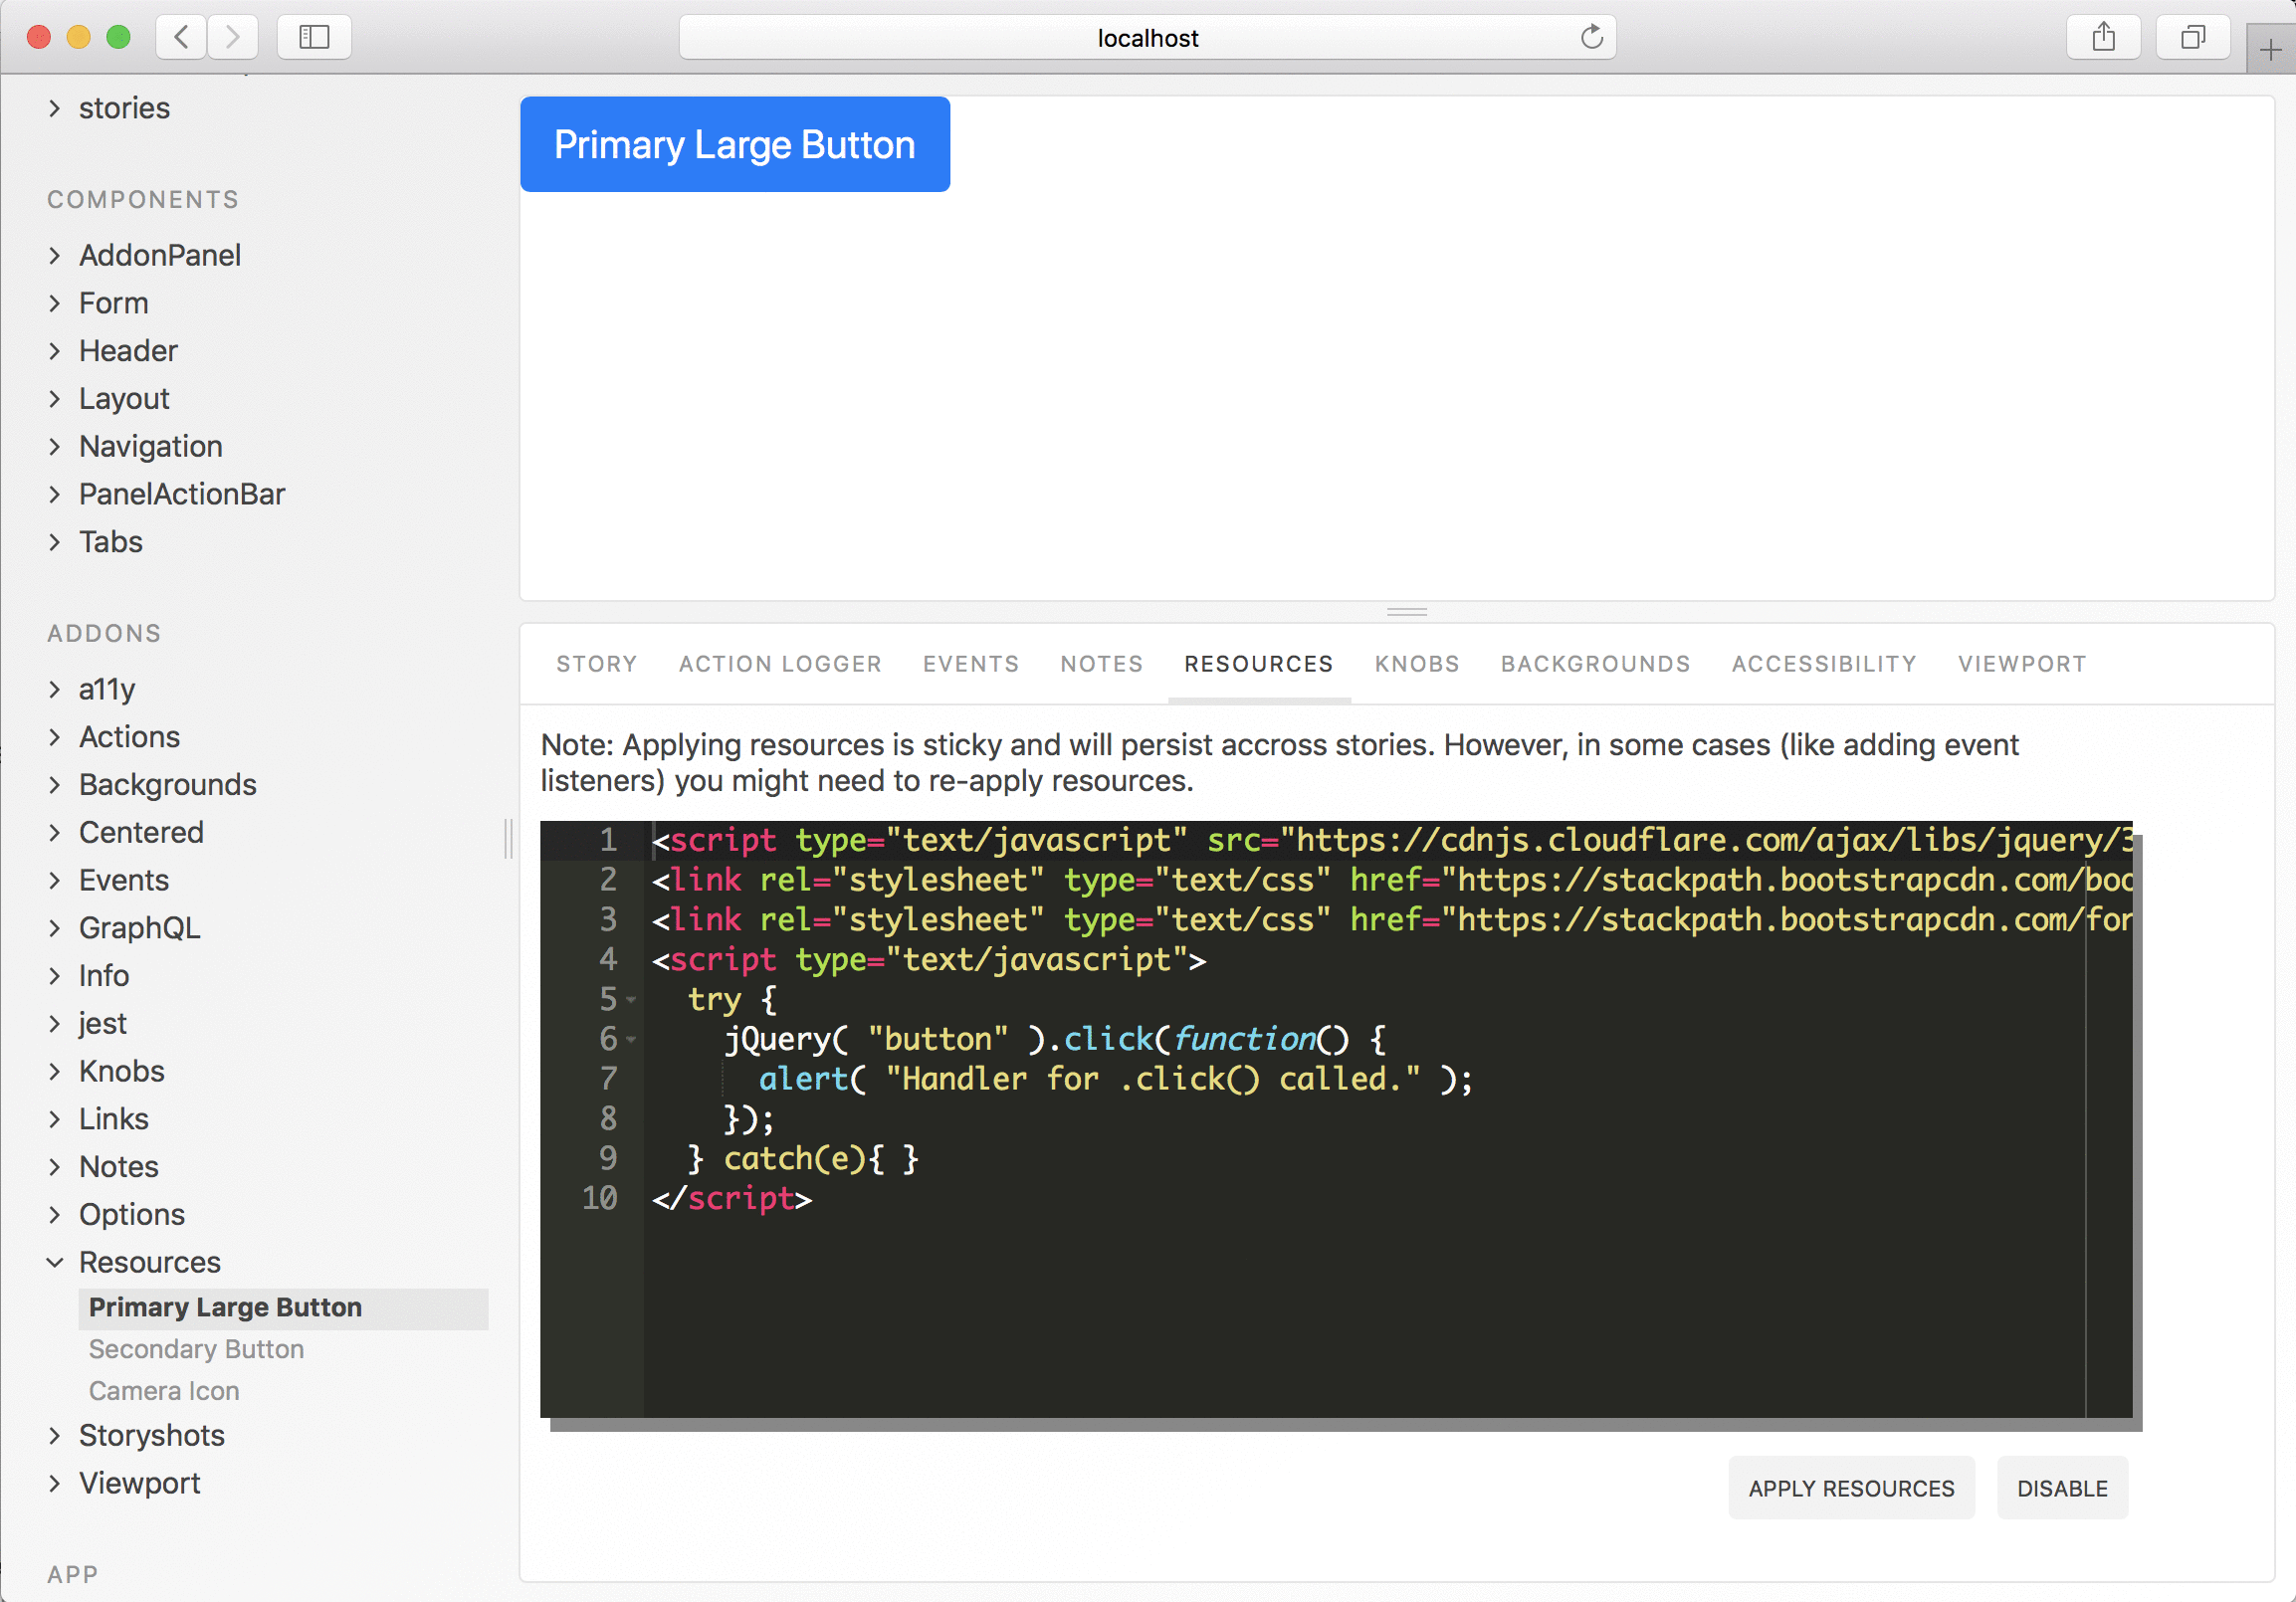 localhost
stories
COMPONENTS
AddonPanel
Form
Header
Layout
Navigation
PanelActionBar
Tabs
ADDONS
a11y
Actions
Backgrounds
Centered
Events
GraphQL
Info
jest
Knobs
Links
Notes
Options
Resources
Primary Large Button
Secondary Button
Camera Icon
Storyshots
Viewport
APP
Primary Large Button
STORY ACTION LOGGER EVENTS NOTES RESOURCES KNOBS BACKGROUNDS ACCESSIBILITY VIEWPORT
Note: Applying resources is sticky and will persist accross stories. However, in some cases (like adding event
listeners) you might need to re-apply resources.
1 <script type="text/javascript" src="https://cdnjs.cloudflare.com/ajax/libs/jquery/3
2 <link rel="stylesheet" type="text/css" href="https://stackpath.bootstrapcdn.com/boo
3 <link rel="stylesheet" type="text/css" href="https://stackpath.bootstrapcdn.com/fon
4 <script type="text/javascript">
5 try {
6 jQuery( "button" ).click(function() {
7 alert( "Handler for .click() called." );
8 });
9 } catch(e){ }
10 </script>
APPLY RESOURCES DISABLE